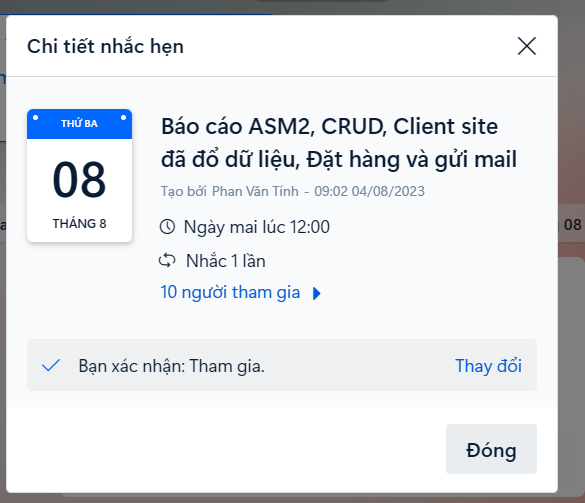 Chi tiết nhắc hẹn
THỨ BA
08
THÁNG 8
Báo cáo ASM2, CRUD, Client site
đã đổ dữ liệu, Đặt hàng và gửi mail
Tạo bởi Phan Văn Tính - 09:02 04/08/2023
Ngày mai lúc 12:00
Nhắc 1 lần
10 người tham gia
08
Bạn xác nhận: Tham gia.
Thay đổi
Đóng